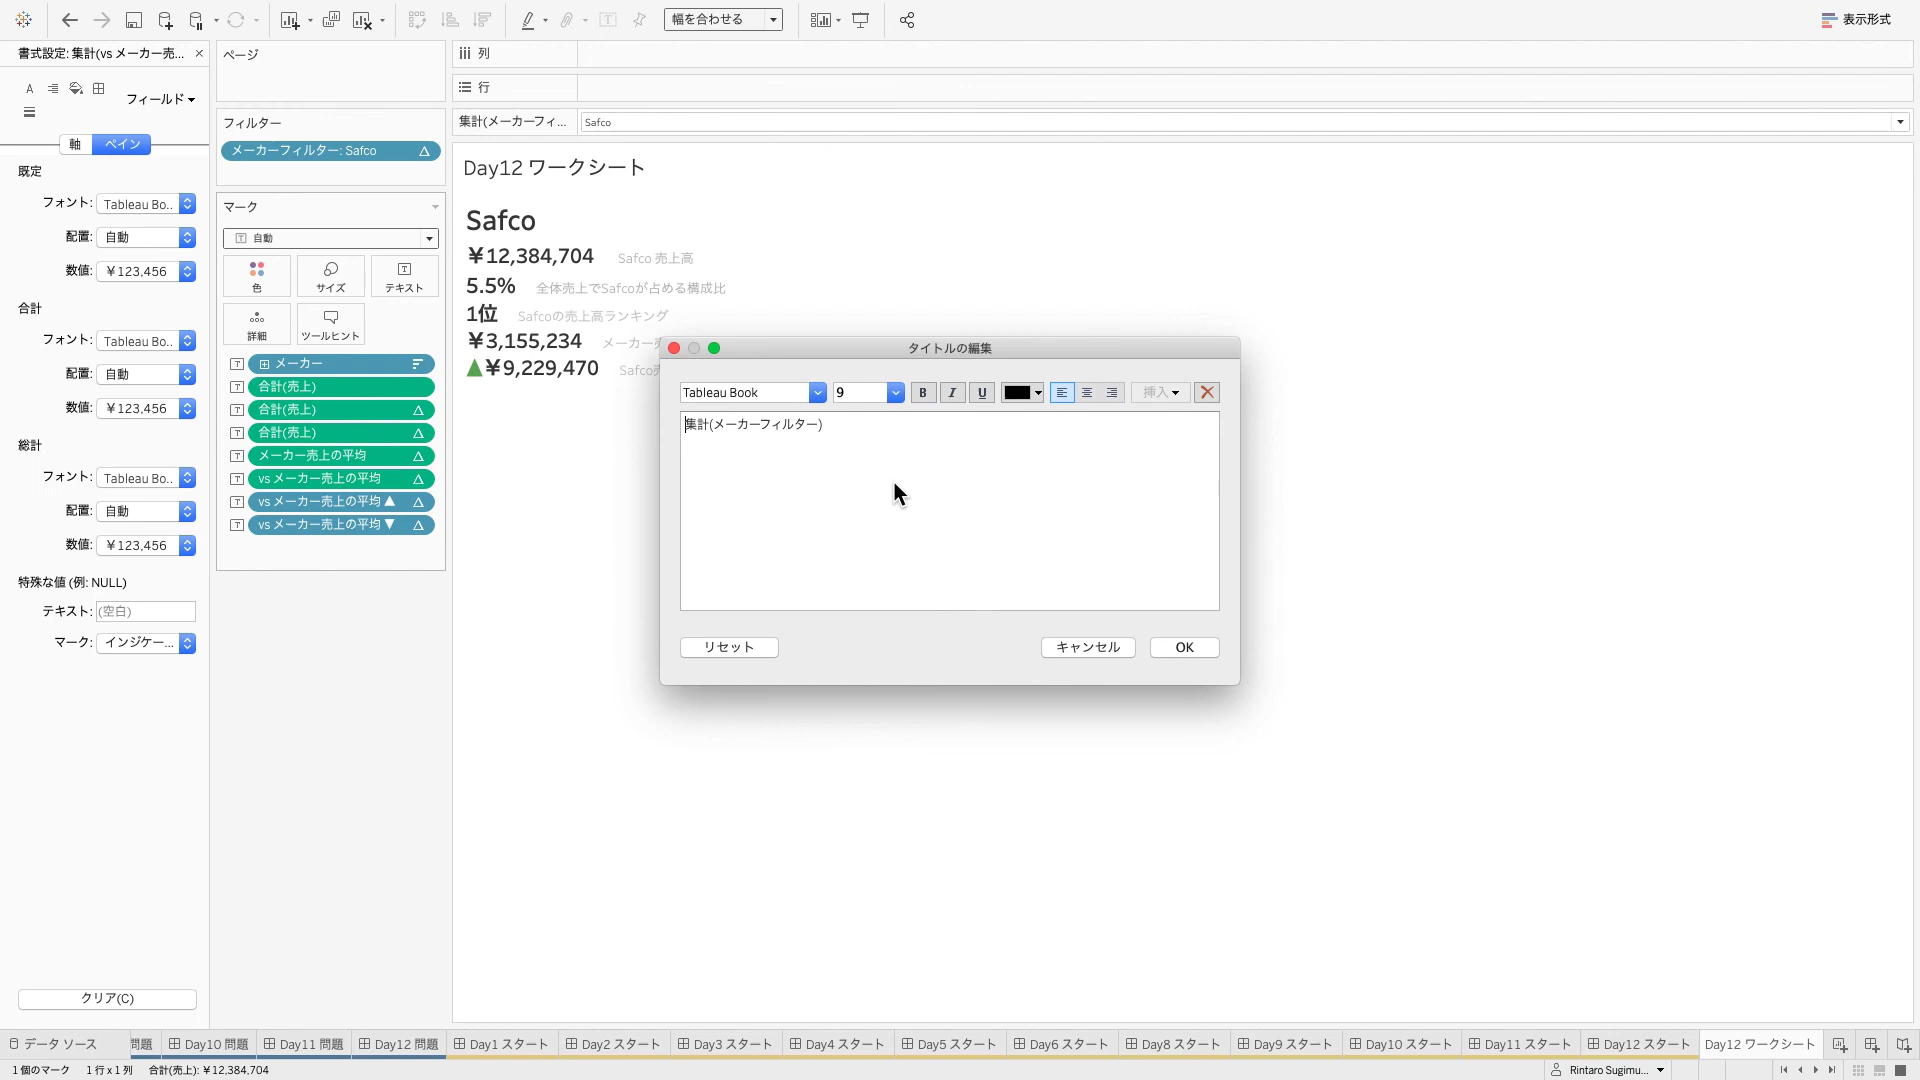 幅を合わせる
表示形式
書式設定: 集計(vs メーカー売...
フィールド
軸
ペイン
既定
フォント: Tableau Bo..
配置: 自動
数値: ¥123,456
合計
フォント: Tableau Bo..
配置: 自動
数値: ¥123,456
総計
フォント: Tableau Bo..
配置: 自動
数値: ¥123,456
特殊な値 (例: NULL)
テキスト: (空白)
マーク: インジケー...
クリア(C)
ページ
フィルター
メーカーフィルター: Safco
マーク
自動
色
サイズ
テキスト
詳細
ツールヒント
メーカー
合計(売上)
合計(売上)
合計(売上)
メーカー売上の平均
vs メーカー売上の平均
vs メーカー売上の平均 ▲
vs メーカー売上の平均 ▼
列
行
集計(メーカーフィ...
Safco
Day12 ワークシート
Safco
¥12,384,704 Safco 売上高
5.5% 全体売上でSafcoが占める構成比
1位 Safcoの売上高ランキング
¥3,155,234 メーカー
▲¥9,229,470 Safco
タイトルの編集
Tableau Book
9
B I U
挿入
集計(メーカーフィルター)
リセット
キャンセル
OK
データ ソース
問題
Day10 問題
Day11 問題
Day12 問題
Day1 スタート
Day2 スタート
Day3 スタート
Day4 スタート
Day5 スタート
Day6 スタート
Day8 スタート
Day9 スタート
Day10 スタート
Day11 スタート
Day12 スタート
Day12 ワークシート
1 個のマーク
1 行 x 1 列
合計(売上): ¥12,384,704
Rintaro Sugimu...